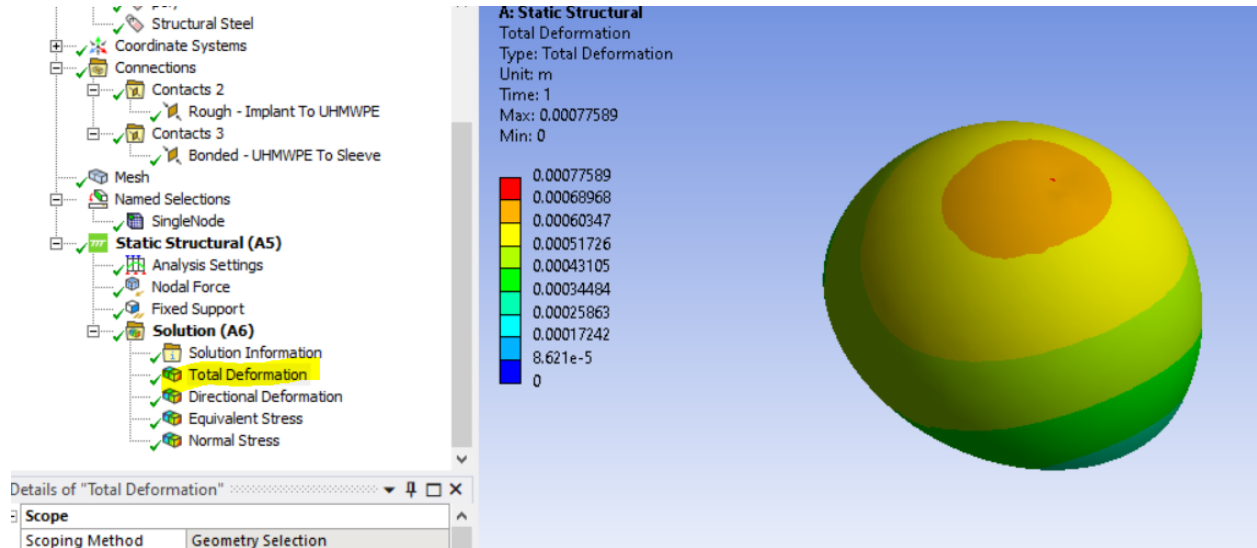 Structural Steel
Coordinate Systems
Connections
Contacts 2
Rough - Implant To UHMWPE
Contacts 3
Bonded - UHMWPE To Sleeve
Mesh
Named Selections
SingleNode
Static Structural (A5)
Analysis Settings
Nodal Force
Fixed Support
Solution (A6)
Solution Information
Total Deformation
Directional Deformation
Equivalent Stress
Normal Stress
Details of "Total Deformation"
Scope
Scoping Method Geometry Selection
A: Static Structural
Total Deformation
Type: Total Deformation
Unit: m
Time: 1
Max: 0.00077589
Min: 0
0.00077589
0.00068968
0.00060347
0.00051726
0.00043105
0.00034484
0.00025863
0.00017242
8.621e-5
0